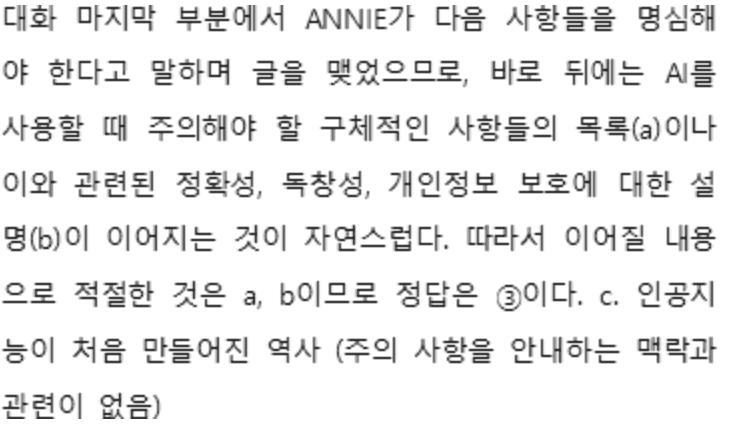 대화 마지막 부분에서 ANNIE가 다음 사항들을 명심해
야 한다고 말하며 글을 맺었으므로, 바로 뒤에는 AI를
사용할 때 주의해야 할 구체적인 사항들의 목록(a)이나
이와 관련된 정확성, 독창성, 개인정보 보호에 대한 설
명(b)이 이어지는 것이 자연스럽다. 따라서 이어질 내용
으로 적절한 것은 a, b이므로 정답은 ③이다. c. 인공지
능이 처음 만들어진 역사 (주의 사항을 안내하는 맥락과
관련이 없음)